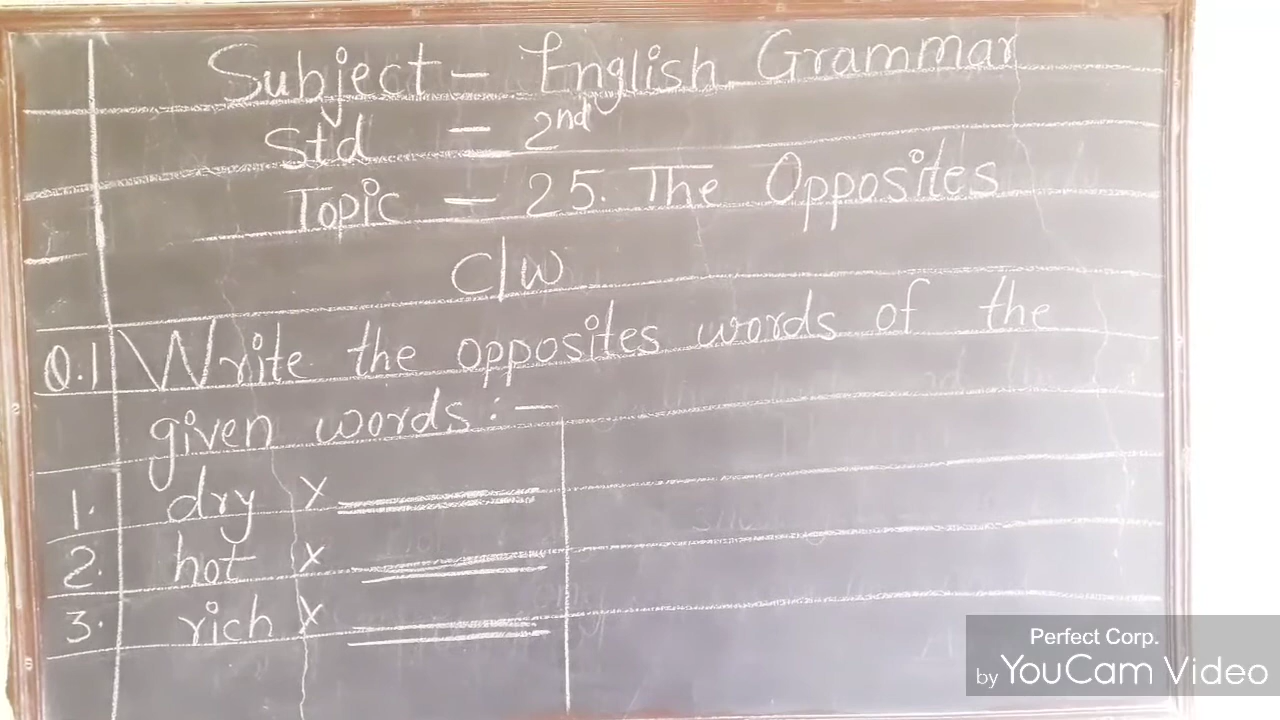 Subject - English Grammar
Std = 2nd
Topic = 25. The Opposites
C/W
Q.1 Write the opposites words of the
given words :-
1. dry x
2. hot x
3. rich x
Perfect Corp.
by YouCam Video